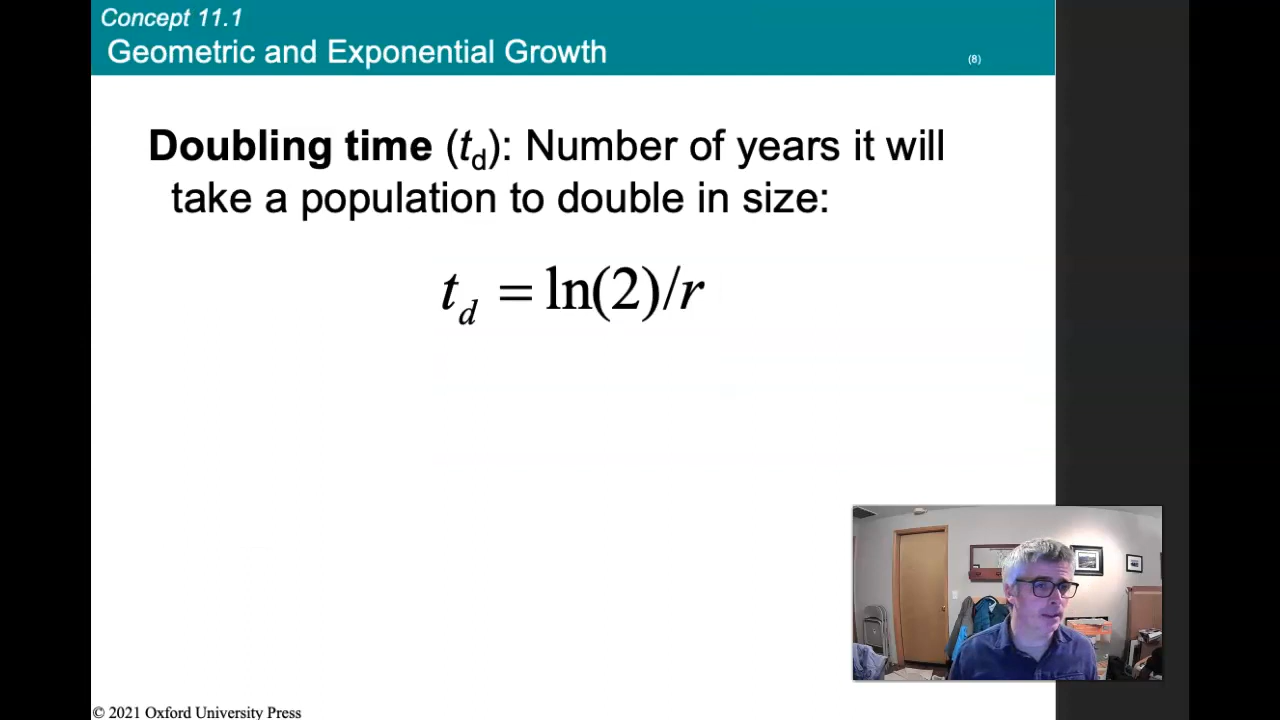 Concept 11.1
Geometric and Exponential Growth
(8)
Doubling time (td): Number of years it will
take a population to double in size:
td = ln(2)/r
© 2021 Oxford University Press